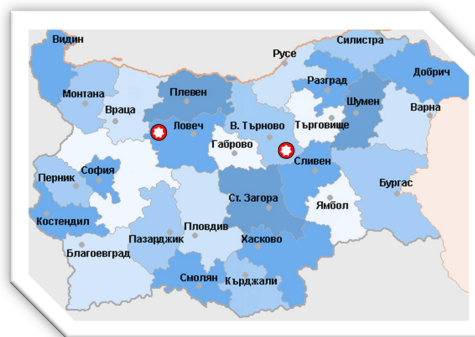 Видин
Силистра
Русе
Добрич
Монтана
Плевен
Разград
Шумен
Враца
Варна
Ловеч
В. Търново
Търговище
Габрово
Сливен
София
Перник
Бургас
Ст. Загора
Ямбол
Костендил
Пловдив
Пазарджик
Хасково
Благоевград
Смолян
Кърджали